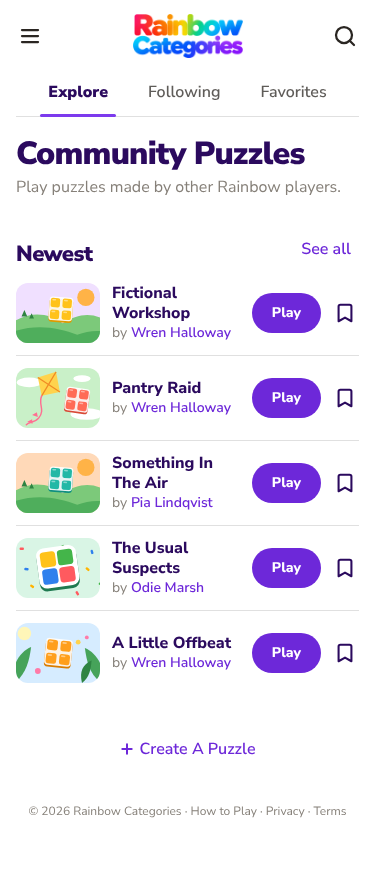 Rainbow
Categories
Explore
Following
Favorites
Community Puzzles
Play puzzles made by other Rainbow players.
Newest
See all
Fictional
Workshop
by Wren Halloway
Play
Pantry Raid
by Wren Halloway
Play
Something In
The Air
by Pia Lindqvist
Play
The Usual
Suspects
by Odie Marsh
Play
A Little Offbeat
by Wren Halloway
Play
+ Create A Puzzle
© 2026 Rainbow Categories · How to Play · Privacy · Terms